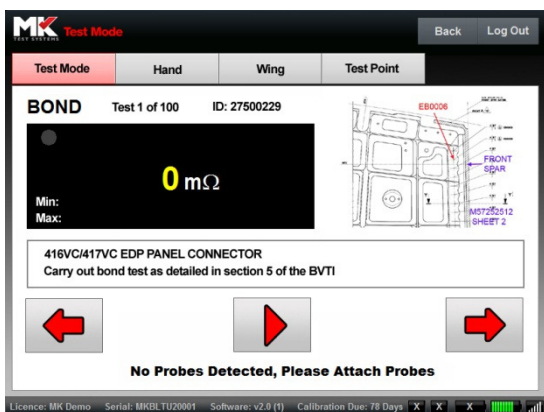 MK Test Mode
TEST SYSTEMS
Back
Log Out
Test Mode
Hand
Wing
Test Point
BOND
Test 1 of 100
ID: 27500229
0 mΩ
Min:
Max:
EB0006
FRONT
SPAR
M57252512
SHEET 2
416VC/417VC EDP PANEL CONNECTOR
Carry out bond test as detailed in section 5 of the BVTI
No Probes Detected, Please Attach Probes
Licence: MK Demo Serial: MKBLTU20001 Software: v2.0 (1) Calibration Due: 78 Days X X X